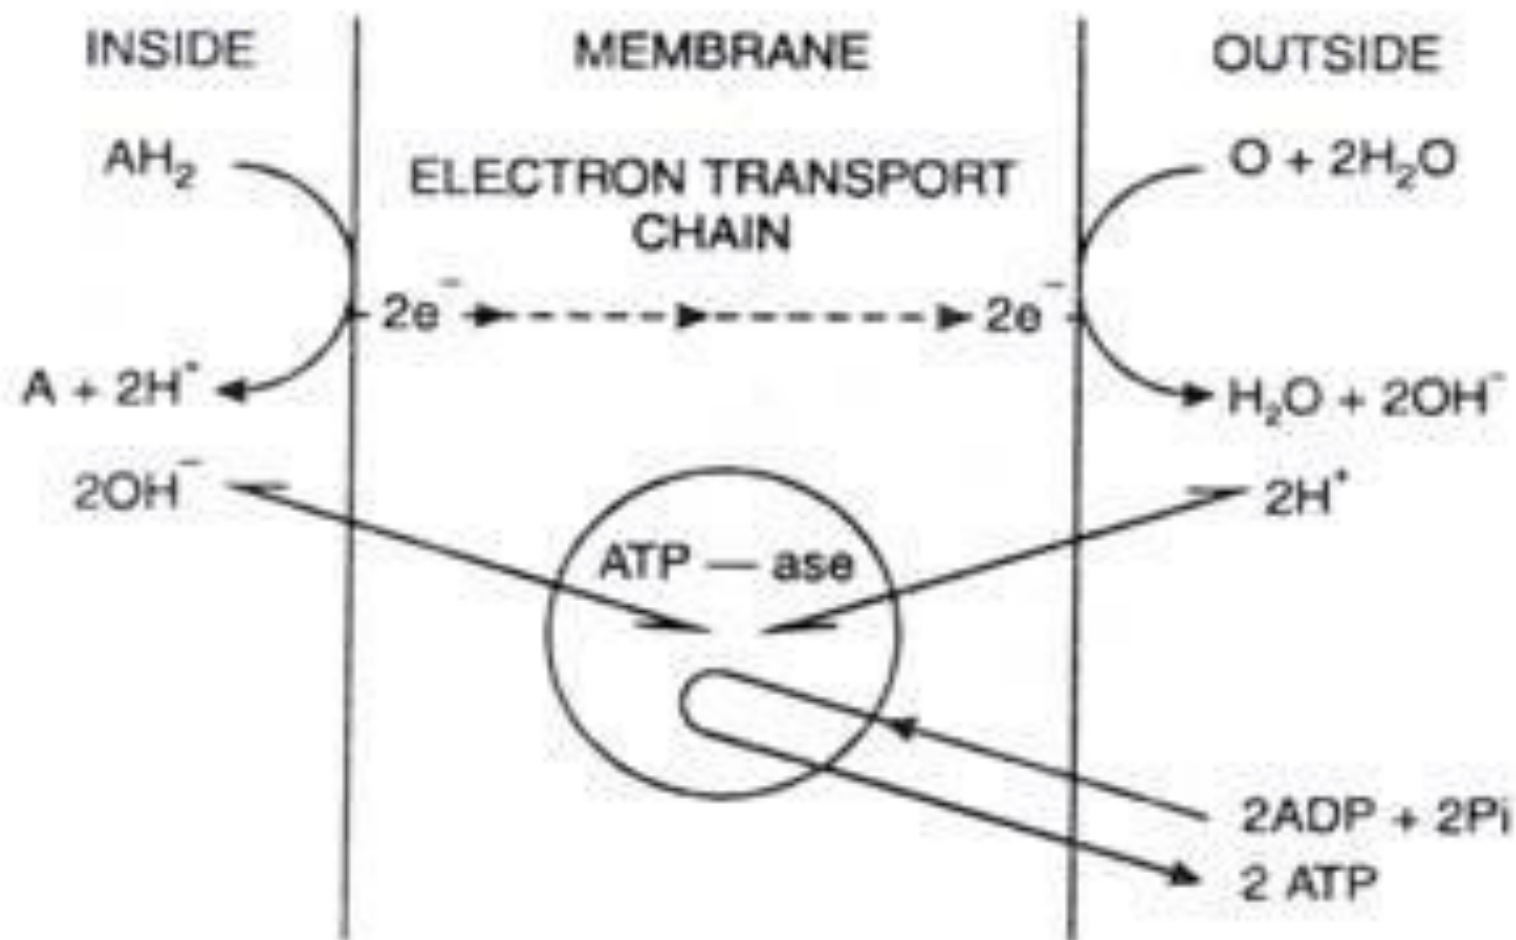 INSIDE
MEMBRANE
OUTSIDE
AH₂
ELECTRON TRANSPORT
CHAIN
O + 2H₂O
2e⁻
2e⁻
A + 2H⁺
H₂O + 2OH⁻
2OH⁻
2H⁺
ATP — ase
2ADP + 2Pi
2 ATP